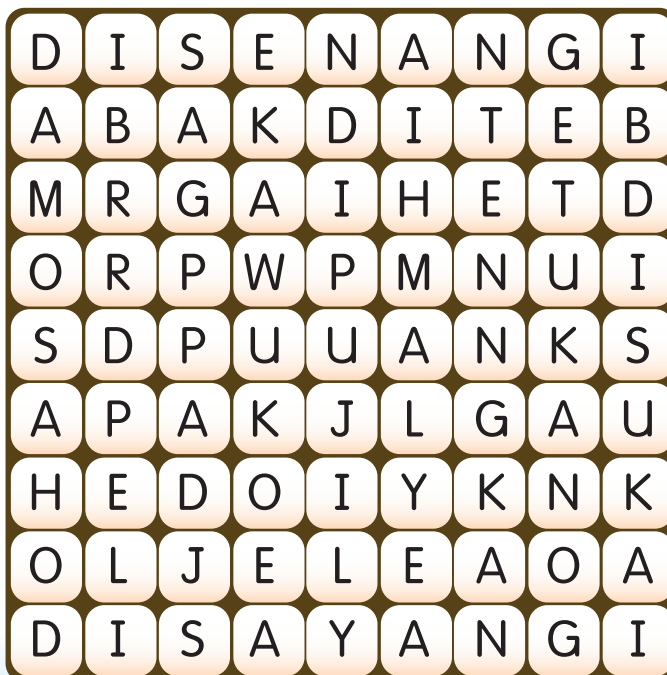 D I S E N A N G I
A B A K D I T E B
M R G A I H E T D
O R P W P M N U I
S D P U U A N K S
A P A K J L G A U
H E D O I Y K N K
O L J E L E A O A
D I S A Y A N G I